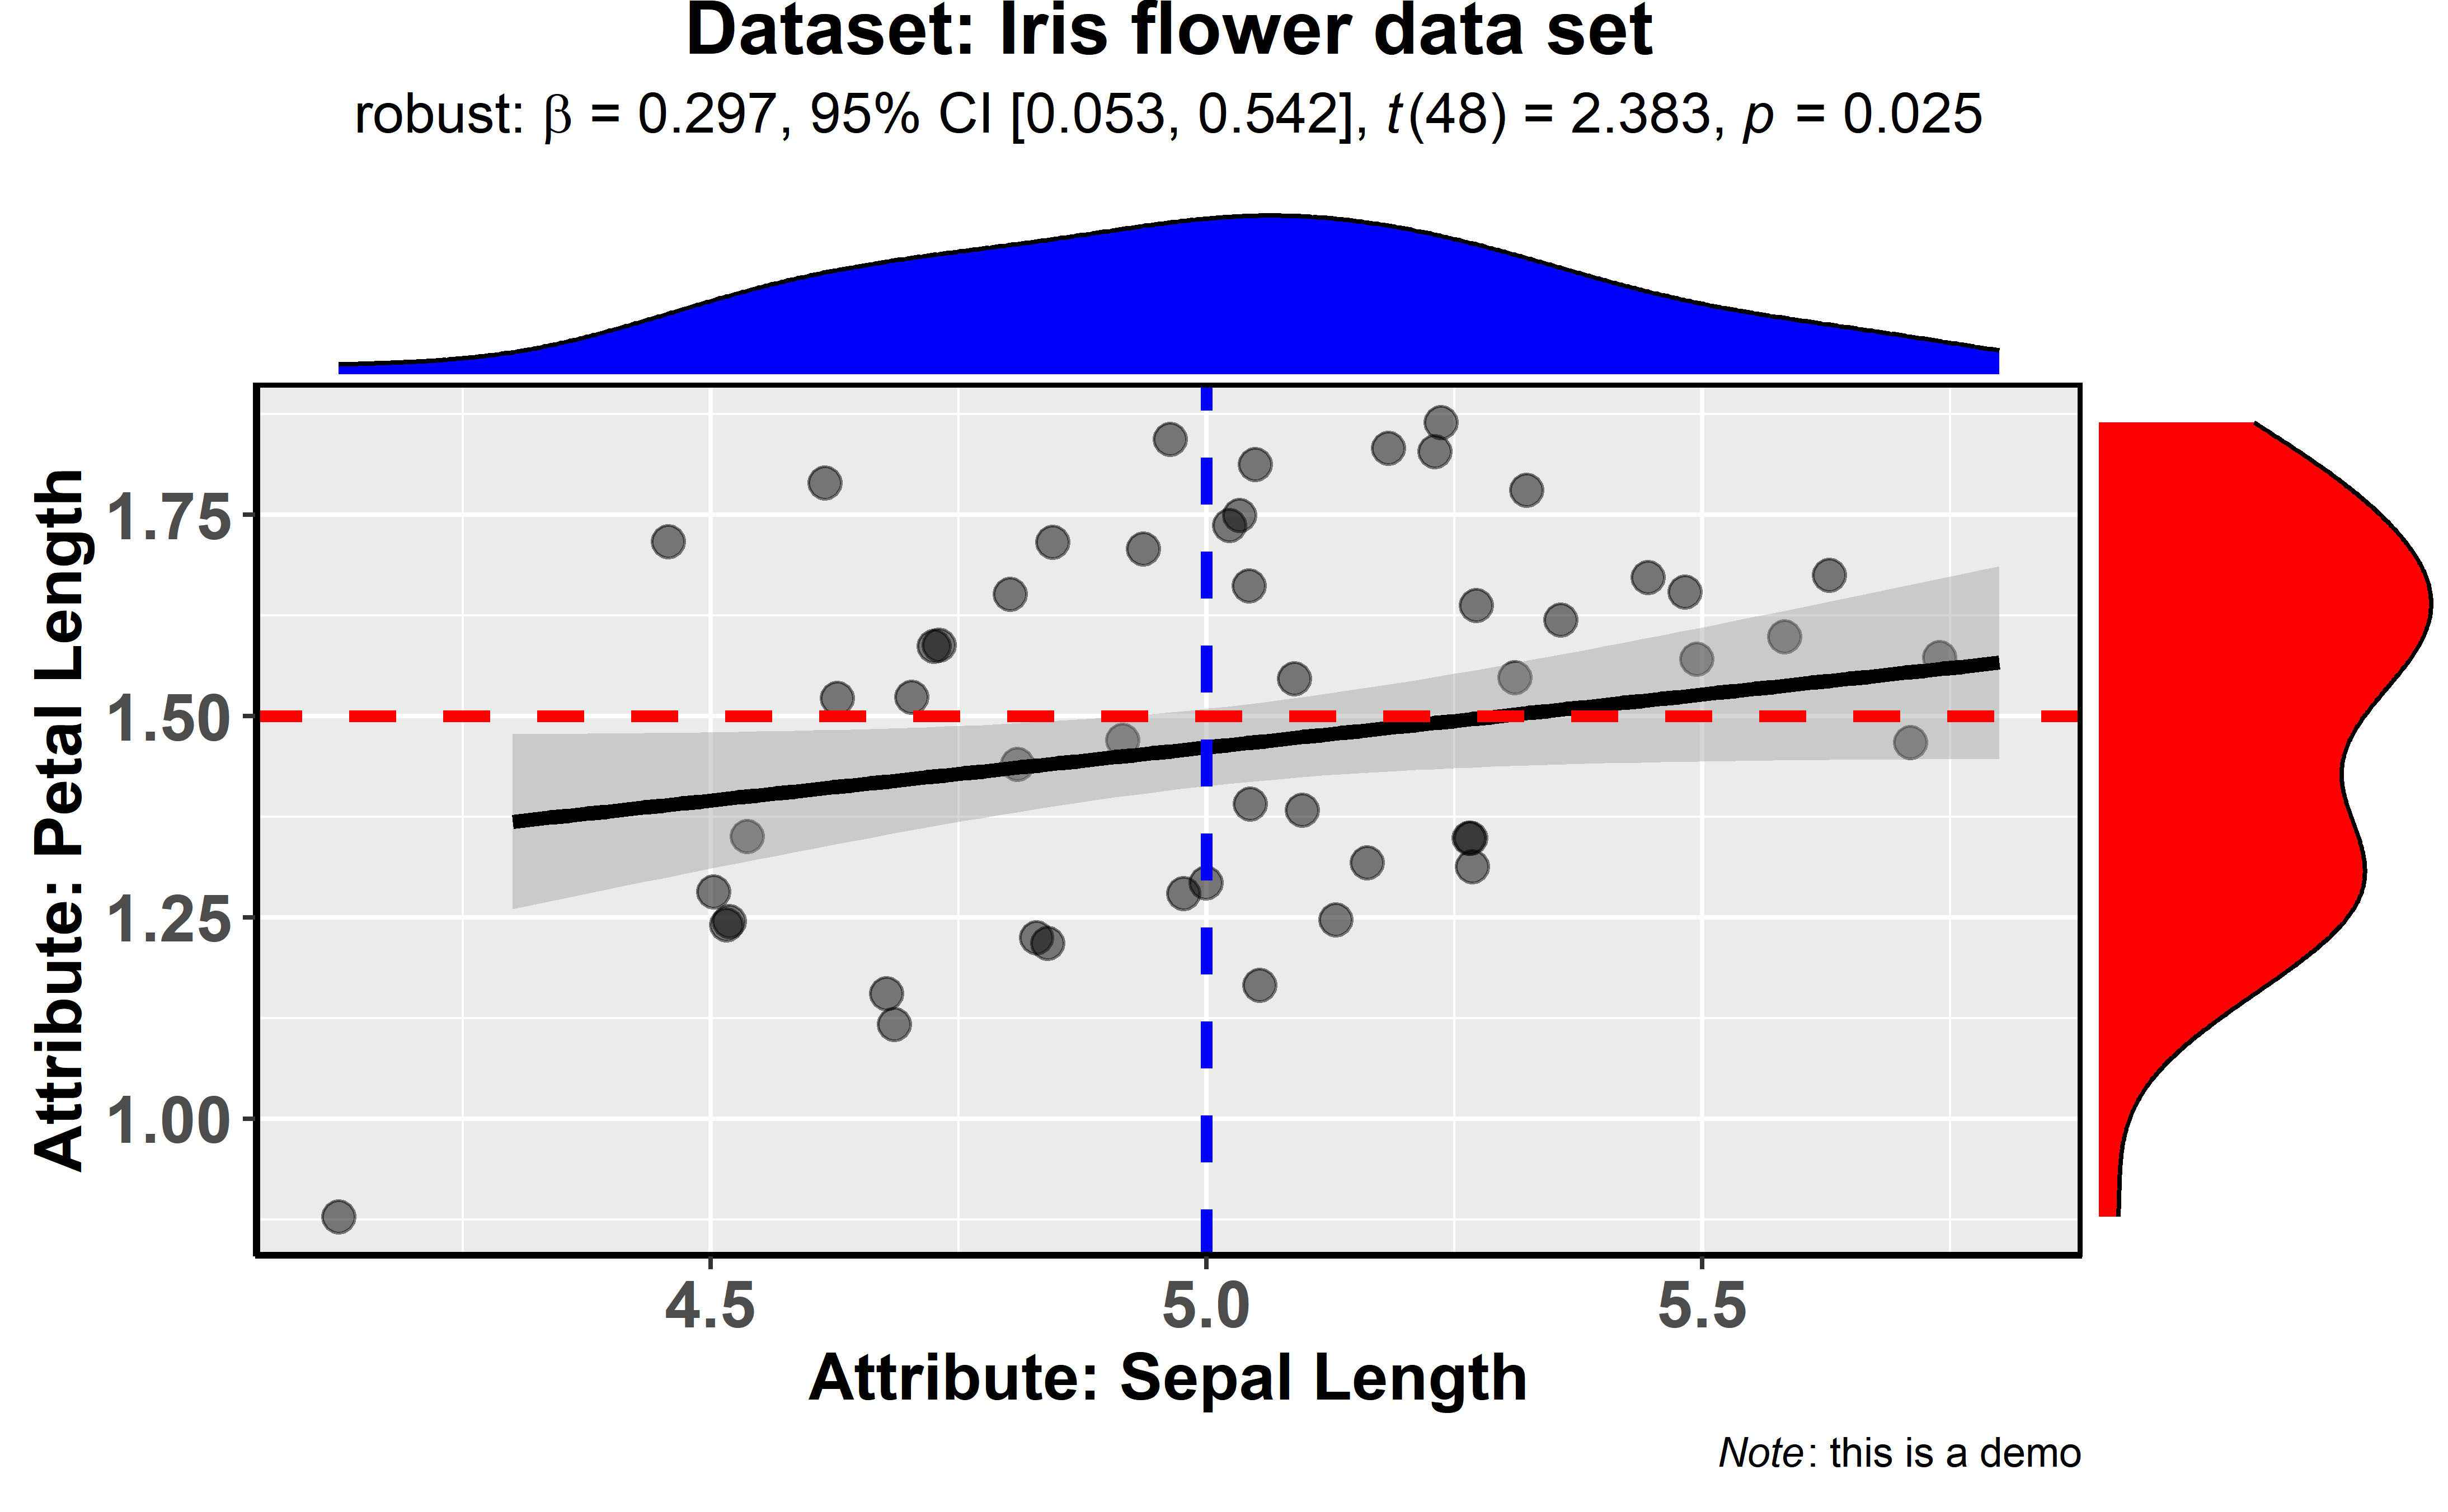 Dataset: Iris flower data set
robust: β = 0.297, 95% CI [0.053, 0.542], t(48) = 2.383, p = 0.025
Attribute: Petal Length
1.75
1.50
1.25
1.00
4.5 5.0 5.5
Attribute: Sepal Length
Note: this is a demo